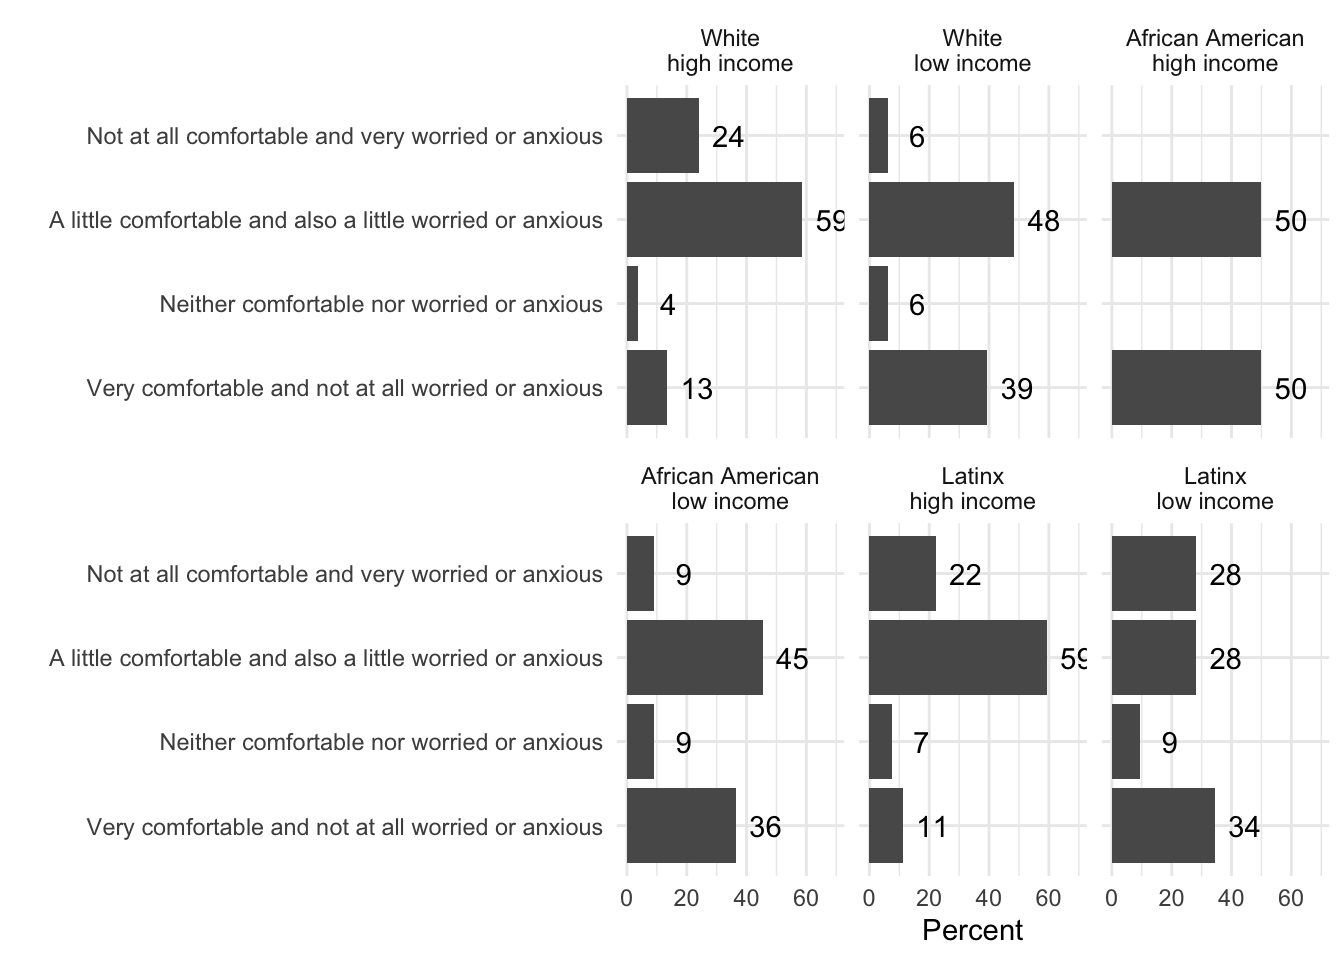 White
high income
White
low income
African American
high income
Not at all comfortable and very worried or anxious
24
6
A little comfortable and also a little worried or anxious
59
48
50
Neither comfortable nor worried or anxious
4
6
Very comfortable and not at all worried or anxious
13
39
50
African American
low income
Latinx
high income
Latinx
low income
Not at all comfortable and very worried or anxious
9
22
28
A little comfortable and also a little worried or anxious
45
59
28
Neither comfortable nor worried or anxious
9
7
9
Very comfortable and not at all worried or anxious
36
11
34
0 20 40 60
0 20 40 60
0 20 40 60
Percent